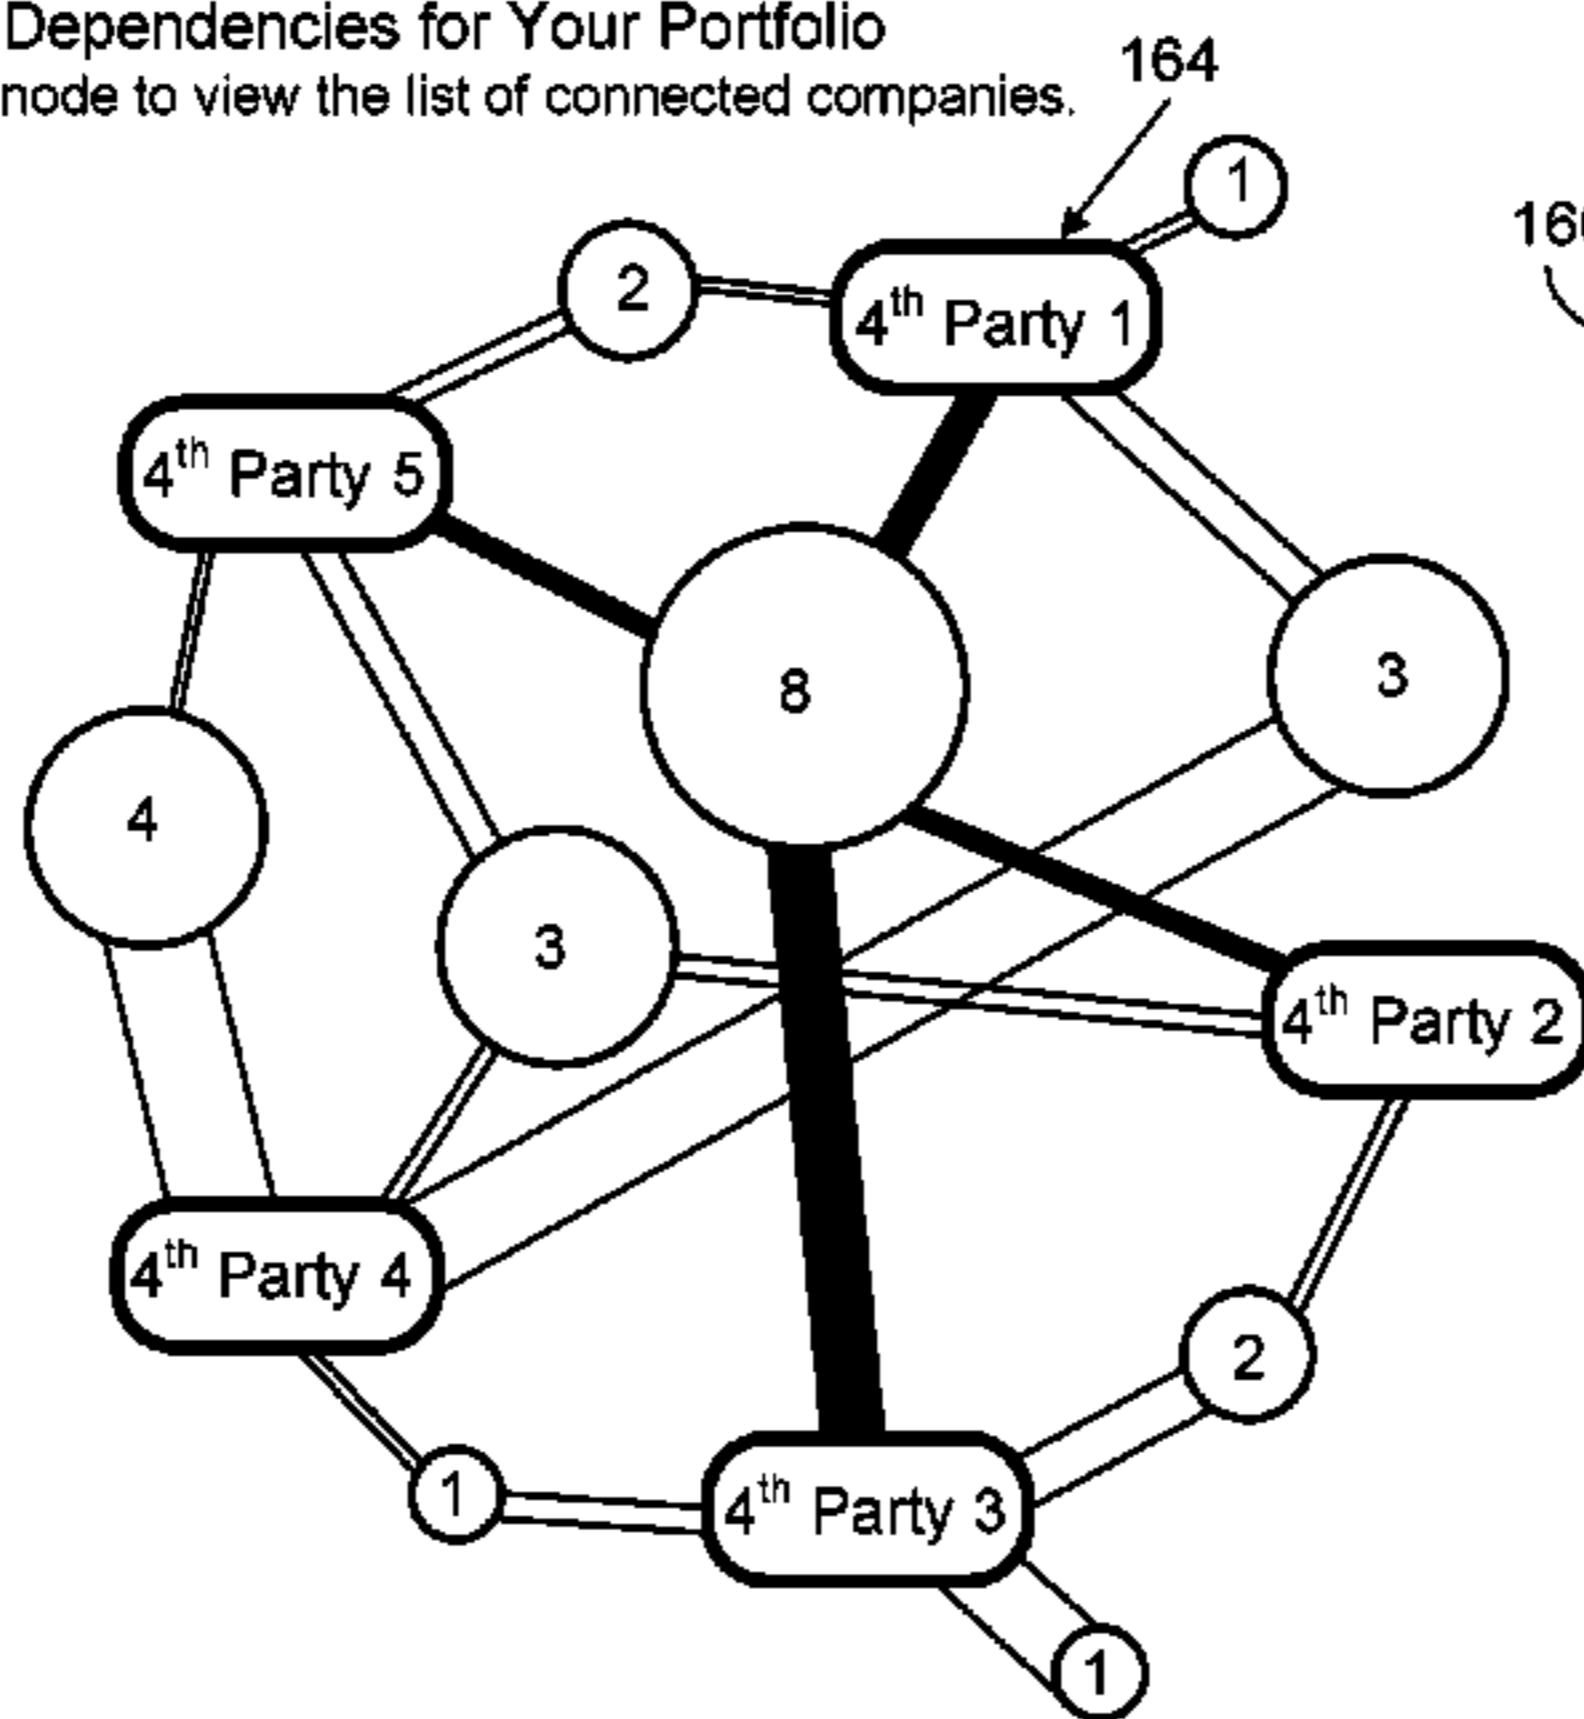 Dependencies for Your Portfolio
node to view the list of connected companies.
164
1
2
4th Party 1
4th Party 5
8
3
4
3
4th Party 2
4th Party 4
2
1
4th Party 3
1